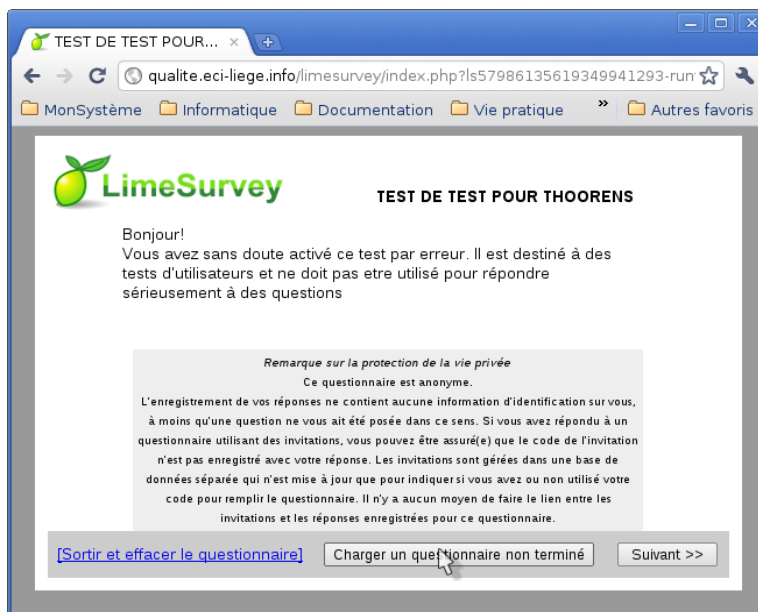 TEST DE TEST POUR...
qualite.eci-liege.info/limesurvey/index.php?ls57986135619349941293-run
MonSystème Informatique Documentation Vie pratique » Autres favoris
LimeSurvey
TEST DE TEST POUR THOORENS
Bonjour!
Vous avez sans doute activé ce test par erreur. Il est destiné à des
tests d'utilisateurs et ne doit pas etre utilisé pour répondre
sérieusement à des questions
Remarque sur la protection de la vie privée
Ce questionnaire est anonyme.
L'enregistrement de vos réponses ne contient aucune information d'identification sur vous,
à moins qu'une question ne vous ait été posée dans ce sens. Si vous avez répondu à un
questionnaire utilisant des invitations, vous pouvez être assuré(e) que le code de l'invitation
n'est pas enregistré avec votre réponse. Les invitations sont gérées dans une base de
données séparée qui n'est mise à jour que pour indiquer si vous avez ou non utilisé votre
code pour remplir le questionnaire. Il n'y a aucun moyen de faire le lien entre les
invitations et les réponses enregistrées pour ce questionnaire.
[Sortir et effacer le questionnaire] Charger un questionnaire non terminé Suivant >>